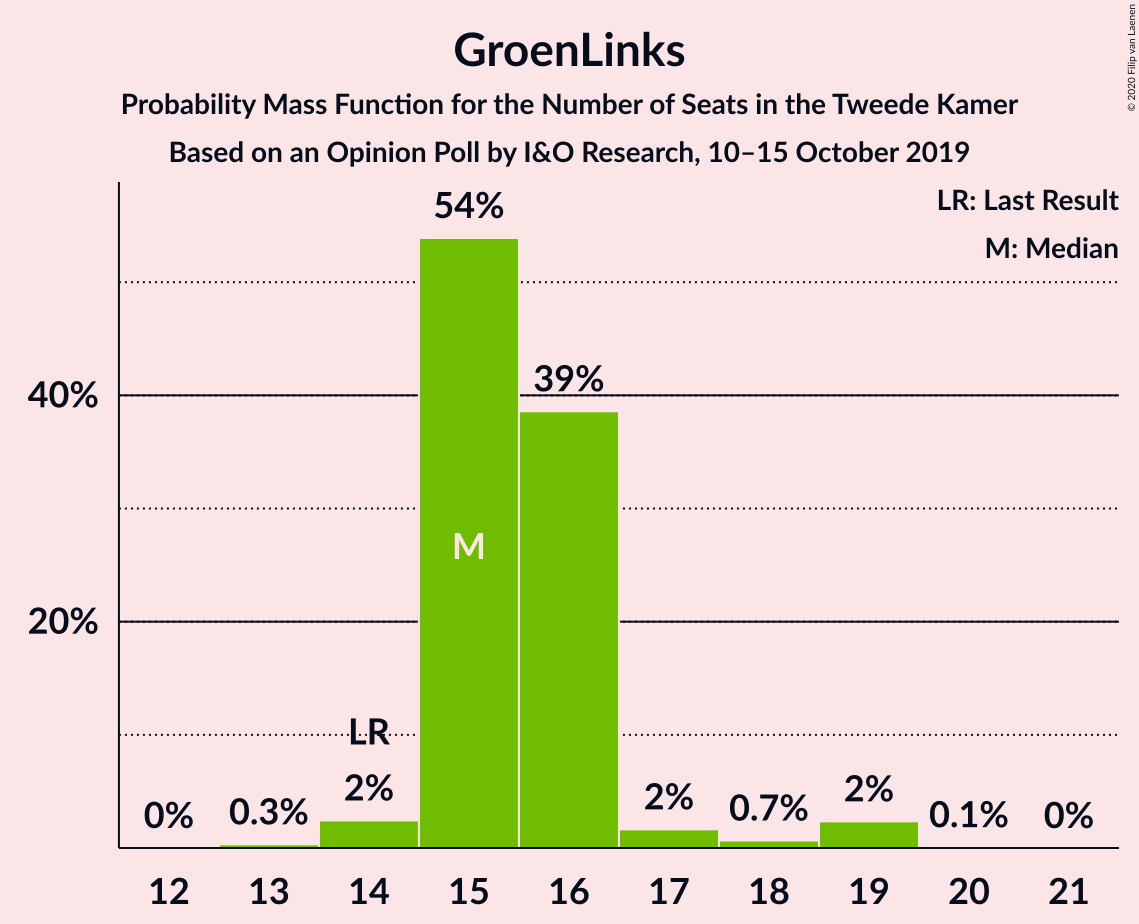 GroenLinks
Probability Mass Function for the Number of Seats in the Tweede Kamer
Based on an Opinion Poll by I&O Research, 10–15 October 2019
© 2020 Filip van Laenen
LR: Last Result
M: Median
54%
39%
40%
20%
M
LR
0%
0.3%
2%
2%
0.7%
2%
0.1%
0%
12 13 14 15 16 17 18 19 20 21